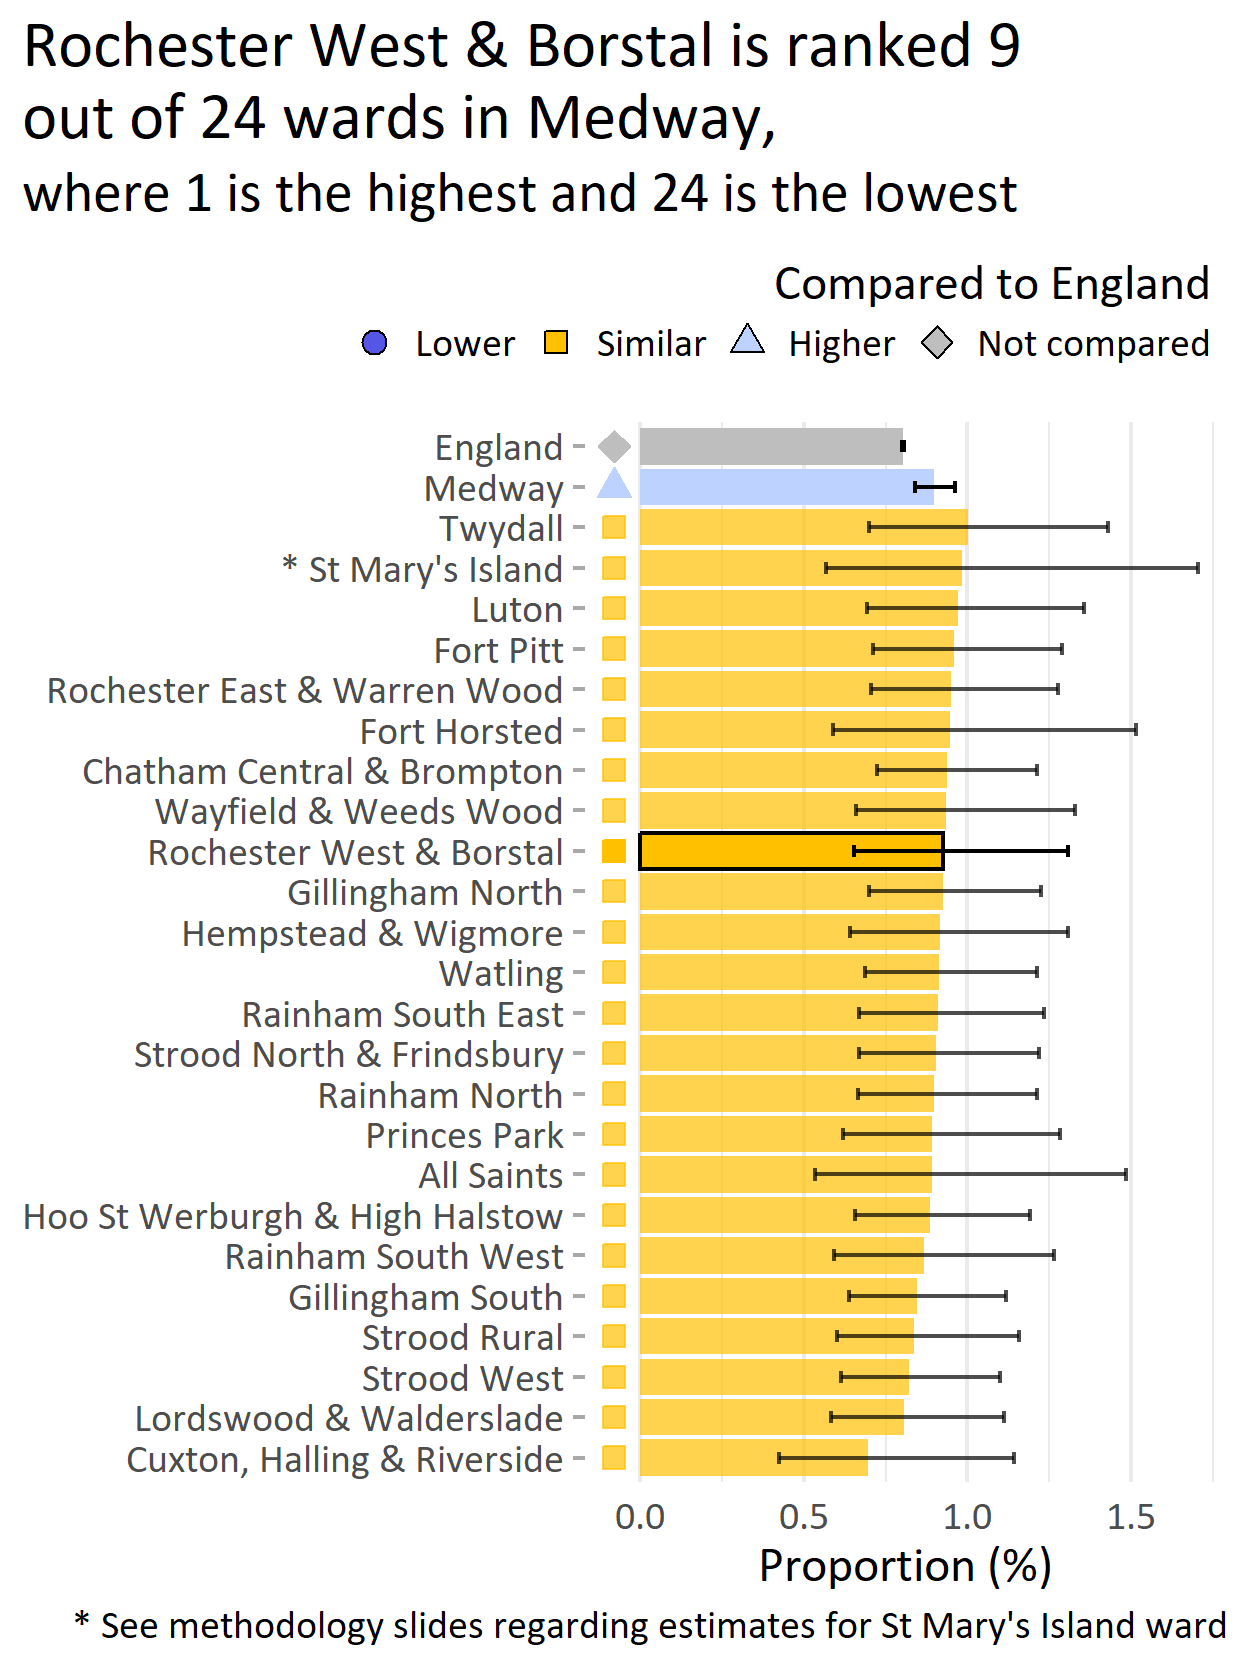 Rochester West & Borstal is ranked 9
out of 24 wards in Medway,
where 1 is the highest and 24 is the lowest
Compared to England
Lower Similar Higher Not compared
England
Medway
Twydall
* St Mary's Island
Luton
Fort Pitt
Rochester East & Warren Wood
Fort Horsted
Chatham Central & Brompton
Wayfield & Weeds Wood
Rochester West & Borstal
Gillingham North
Hempstead & Wigmore
Watling
Rainham South East
Strood North & Frindsbury
Rainham North
Princes Park
All Saints
Hoo St Werburgh & High Halstow
Rainham South West
Gillingham South
Strood Rural
Strood West
Lordswood & Walderslade
Cuxton, Halling & Riverside
0.0 0.5 1.0 1.5
Proportion (%)
* See methodology slides regarding estimates for St Mary's Island ward